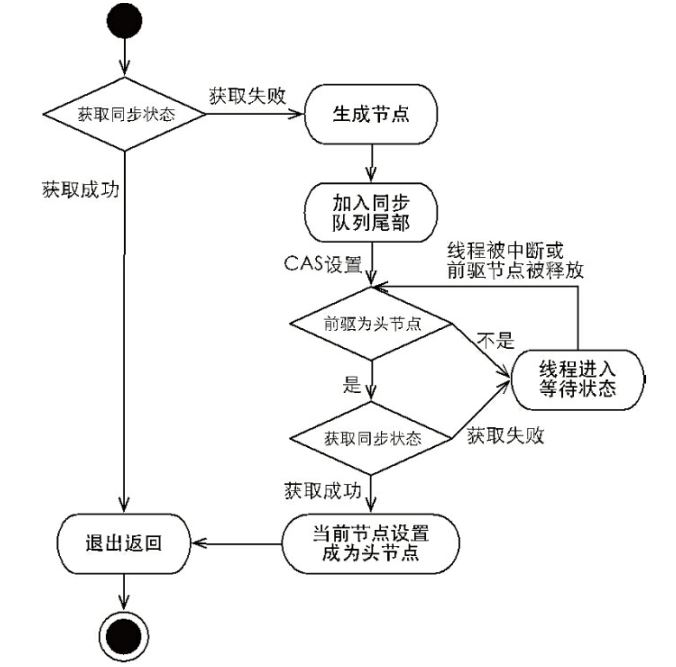 获取同步状态
获取失败
生成节点
获取成功
加入同步
队列尾部
CAS设置
线程被中断或
前驱节点被释放
前驱为头节点
不是
线程进入
等待状态
是
获取同步状态
获取失败
获取成功
退出返回
当前节点设置
成为头节点